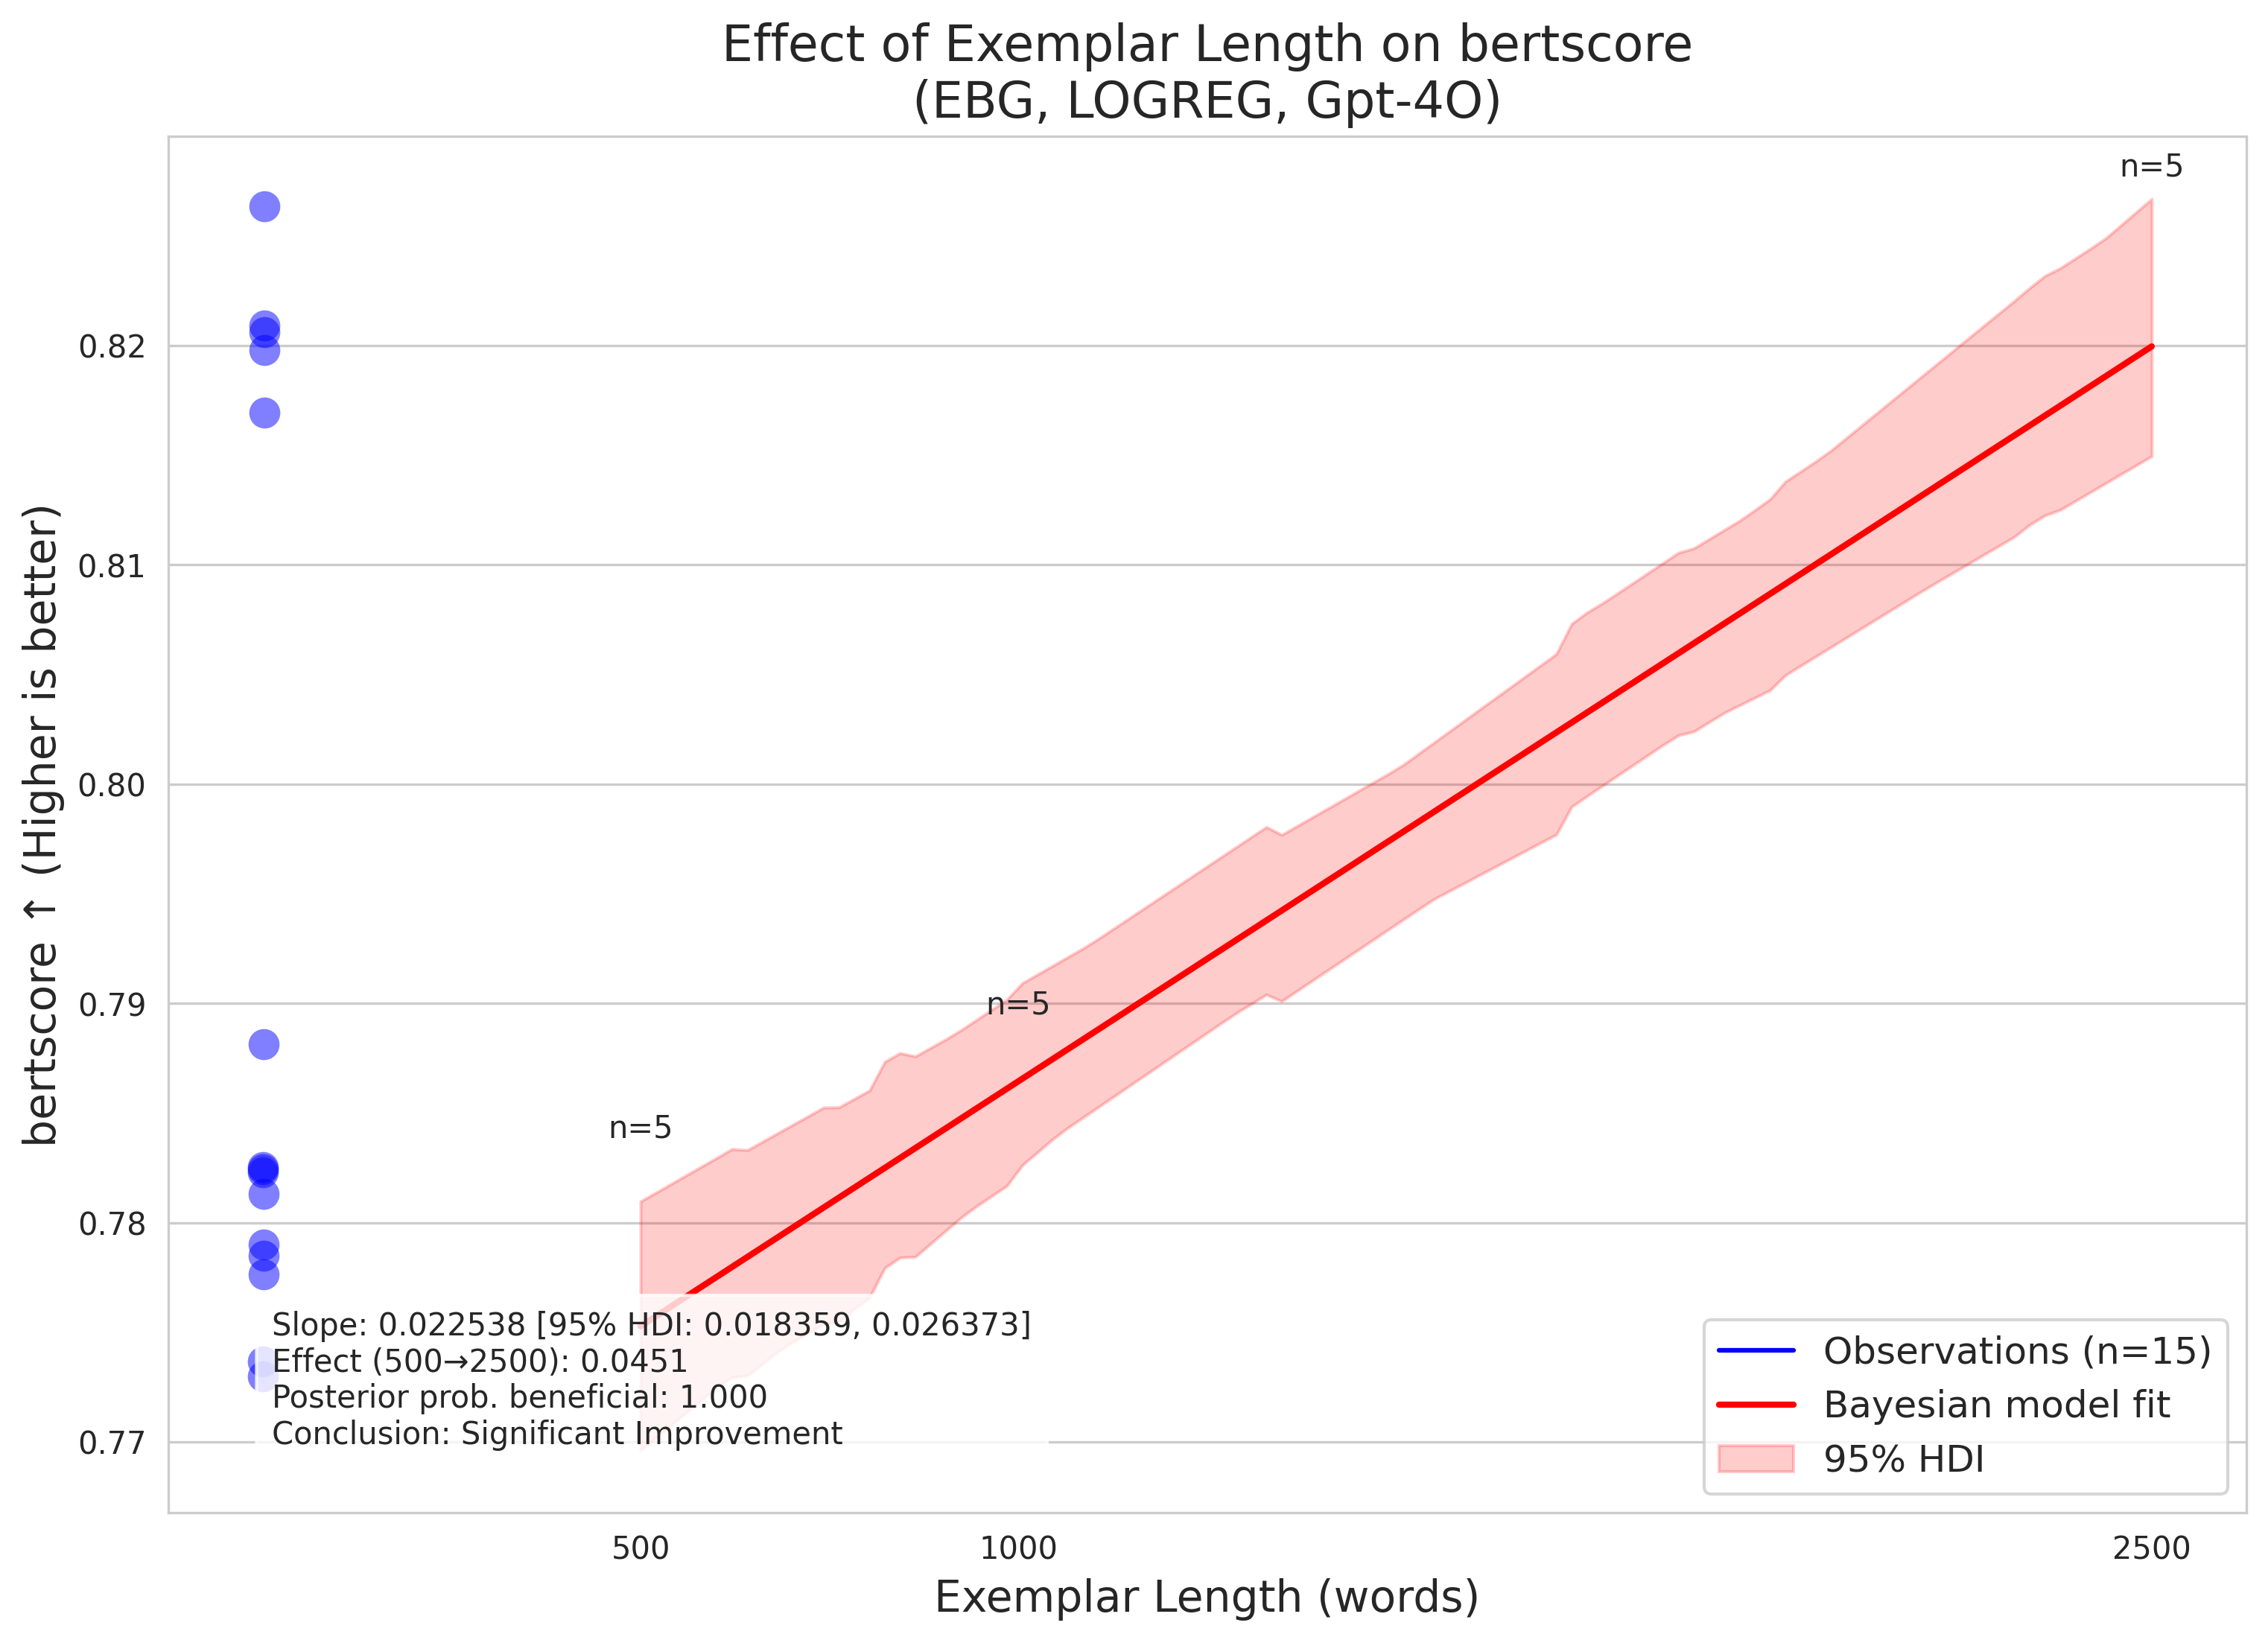 Effect of Exemplar Length on bertscore
(EBG, LOGREG, Gpt-4O)
bertscore ↑ (Higher is better)
0.82
0.81
0.80
0.79
0.78
0.77
n=5
n=5
n=5
Slope: 0.022538 [95% HDI: 0.018359, 0.026373]
Effect (500→2500): 0.0451
Posterior prob. beneficial: 1.000
Conclusion: Significant Improvement
Observations (n=15)
Bayesian model fit
95% HDI
500
1000
2500
Exemplar Length (words)